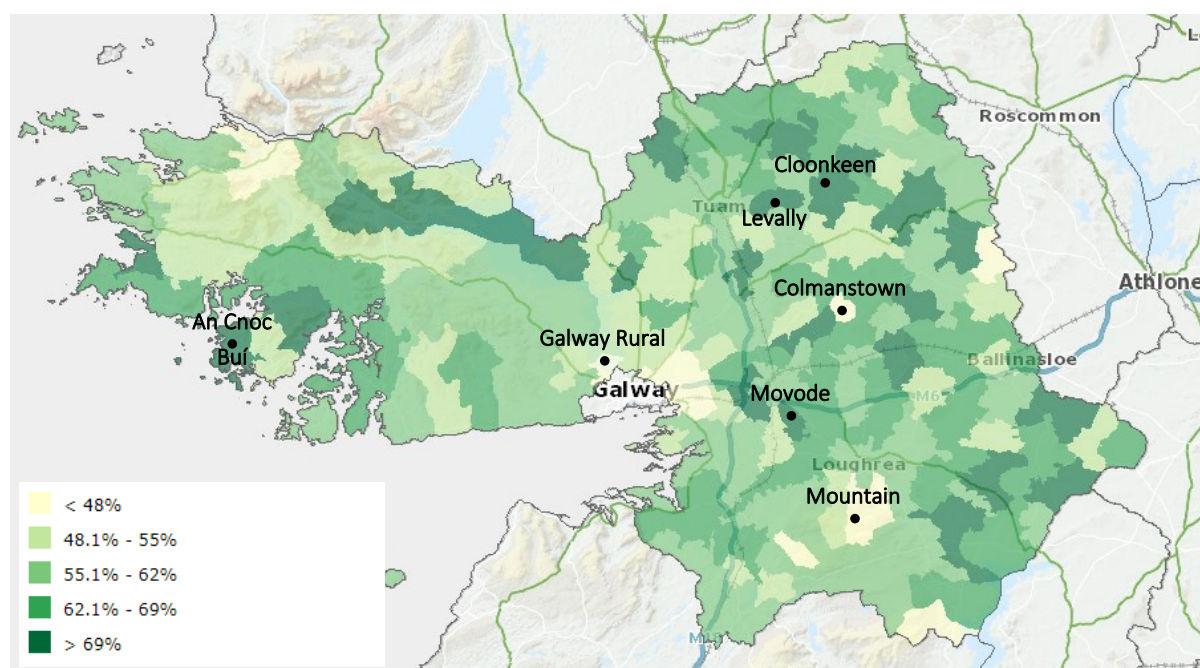 Roscommon
Cloonkeen
Tuam
Levally
Athlone
Colmanstown
An Cnoc
Buí
Galway Rural
Ballinasloe
Galway
Movode
M6
Loughrea
Mountain
< 48%
48.1% - 55%
55.1% - 62%
62.1% - 69%
> 69%